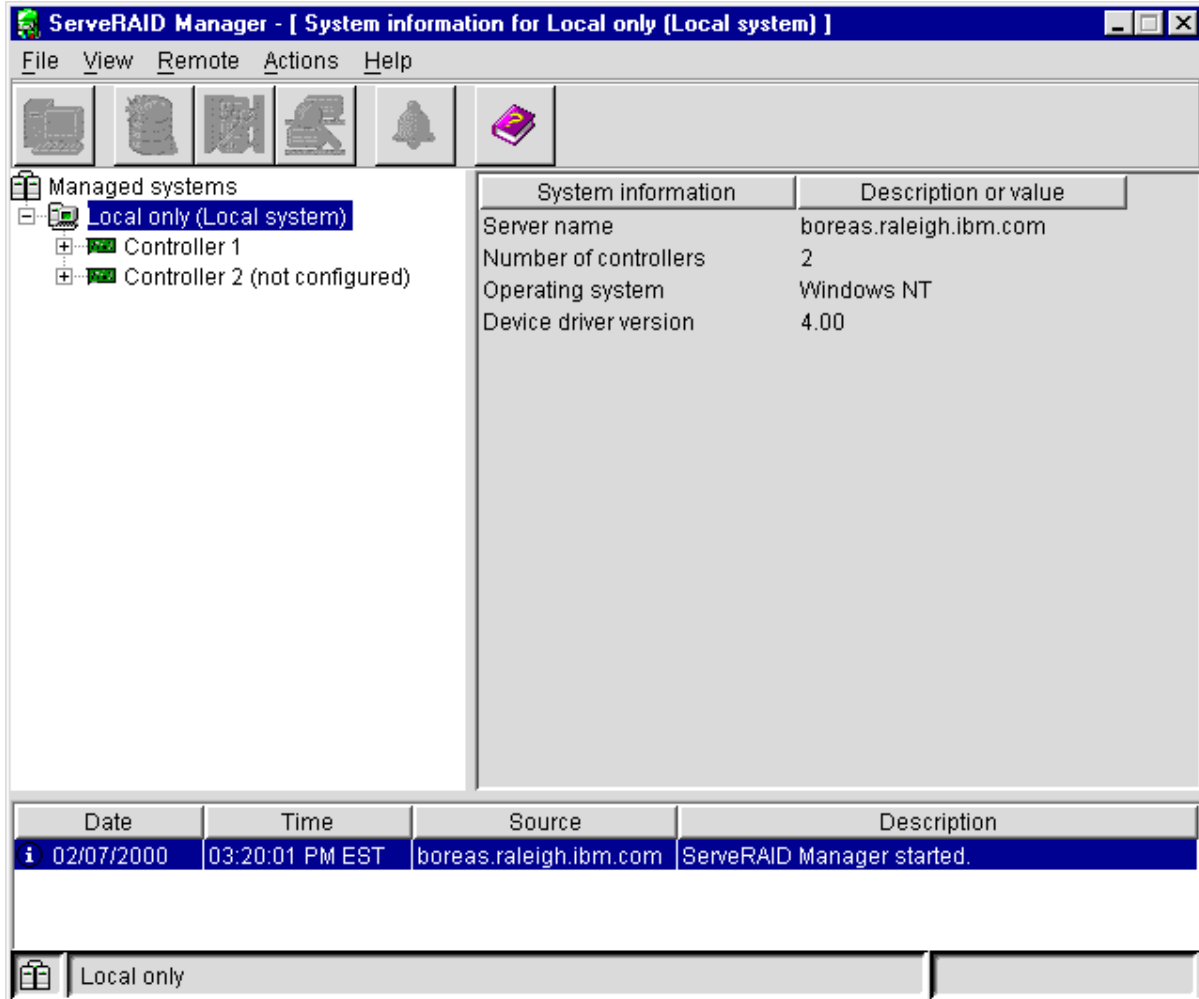 ServeRAID Manager - [ System information for Local only (Local system) ]
File View Remote Actions Help
Managed systems
Local only (Local system)
Controller 1
Controller 2 (not configured)
System information Description or value
Server name boreas.raleigh.ibm.com
Number of controllers 2
Operating system Windows NT
Device driver version 4.00
Date Time Source Description
02/07/2000 03:20:01 PM EST boreas.raleigh.ibm.com ServeRAID Manager started.
Local only